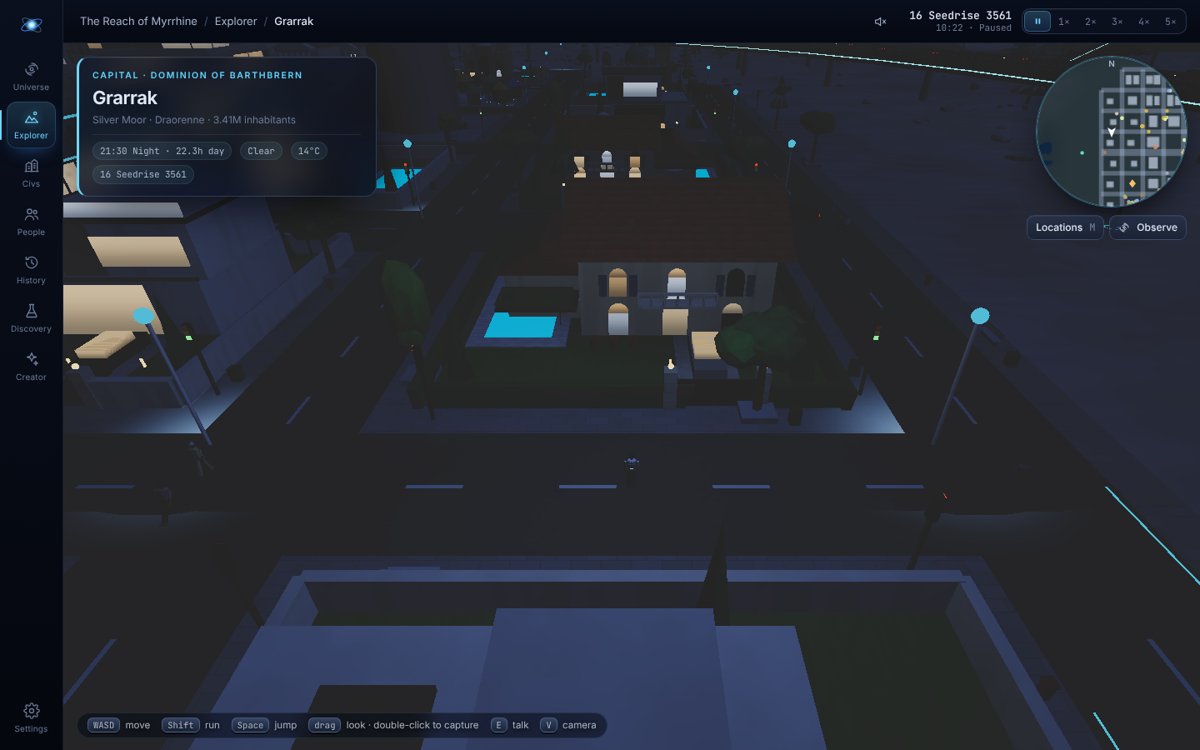 The Reach of Myrrhine / Explorer / Grarrak
16 Seedrise 3561
10:22 · Paused
1× 2× 3× 4× 5×
Universe
Explorer
Civs
People
History
Discovery
Creator
Settings
CAPITAL · DOMINION OF BARTHBRERN
Grarrak
Silver Moor · Draorenne · 3.41M inhabitants
21:30 Night · 22.3h day
Clear
14°C
16 Seedrise 3561
N
Locations M
Observe
WASD move Shift run Space jump drag look · double-click to capture E talk V camera